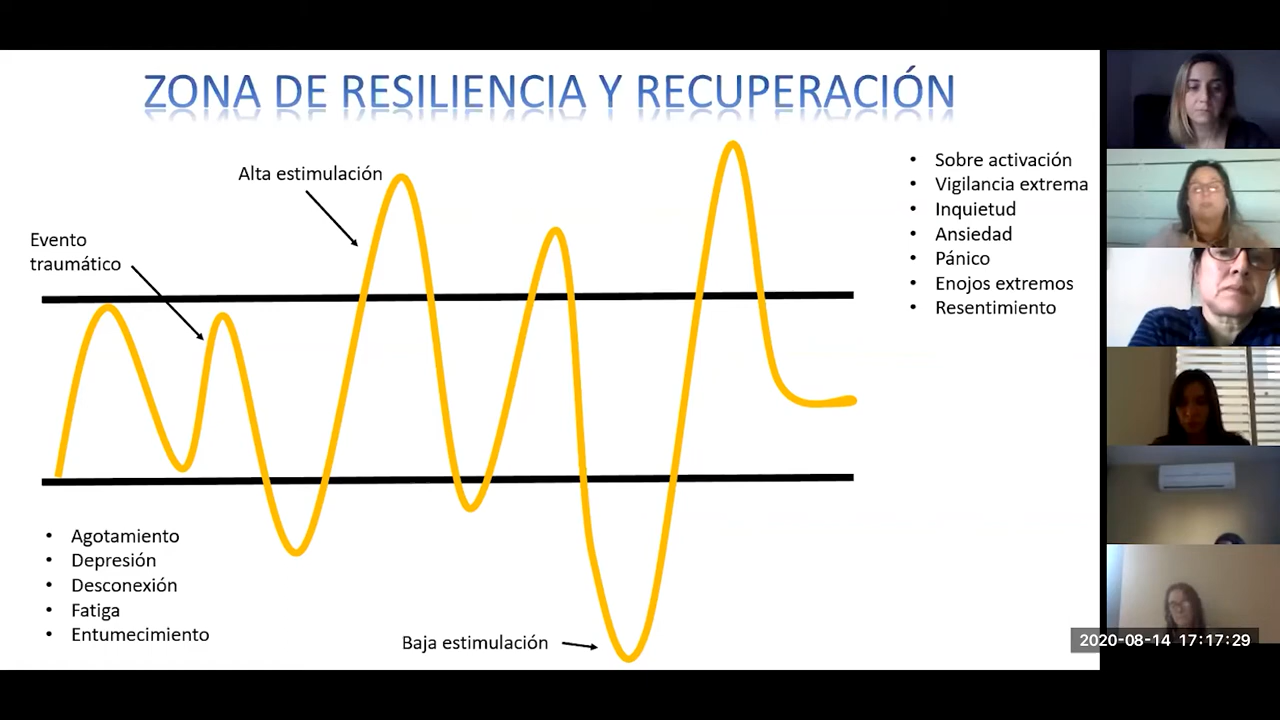 ZONA DE RESILIENCIA Y RECUPERACIÓN
Alta estimulación
Evento
traumático
• Sobre activación
• Vigilancia extrema
• Inquietud
• Ansiedad
• Pánico
• Enojos extremos
• Resentimiento
• Agotamiento
• Depresión
• Desconexión
• Fatiga
• Entumecimiento
Baja estimulación
2020-08-14 17:17:29